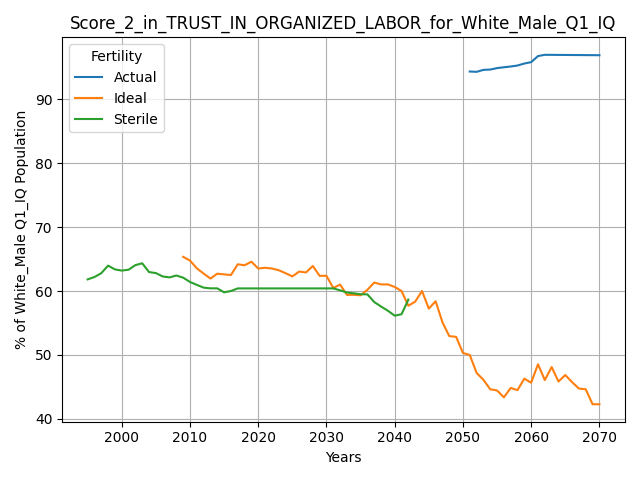 Score_2_in_TRUST_IN_ORGANIZED_LABOR_for_White_Male_Q1_IQ
Fertility
Actual
Ideal
Sterile
% of White_Male Q1_IQ Population
90
80
70
60
50
40
2000 2010 2020 2030 2040 2050 2060 2070
Years